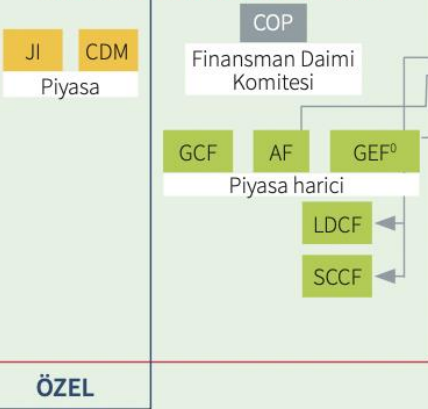 COP
JI
CDM
Finansman Daimi
Komitesi
Piyasa
GCF
AF
GEF⁰
Piyasa harici
LDCF
SCCF
ÖZEL